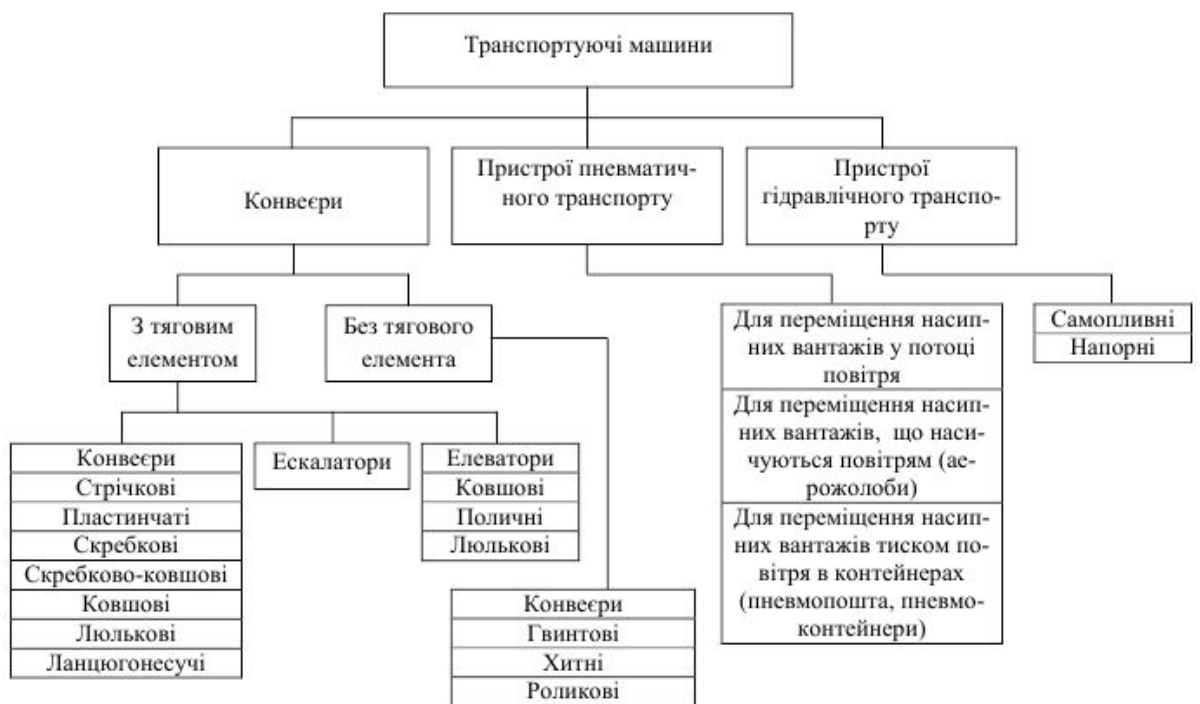 Транспортуючі машини
Конвеєри
Пристрої пневматич-
ного транспорту
Пристрої
гідравлічного транспо-
рту
З тяговим
елементом
Без тягового
елемента
Для переміщення насип-
них вантажів у потоці
повітря
Для переміщення насип-
них вантажів, що наси-
чуються повітрям (ае-
рожолоби)
Для переміщення насип-
них вантажів тиском по-
вітря в контейнерах
(пневмопошта, пневмо-
контейнери)
Самопливні
Напорні
Конвеєри
Стрічкові
Пластинчаті
Скребкові
Скребково-ковшові
Ковшові
Люлькові
Ланцюгонесучі
Ескалатори
Елеватори
Ковшові
Поличні
Люлькові
Конвеєри
Гвинтові
Хитні
Роликові